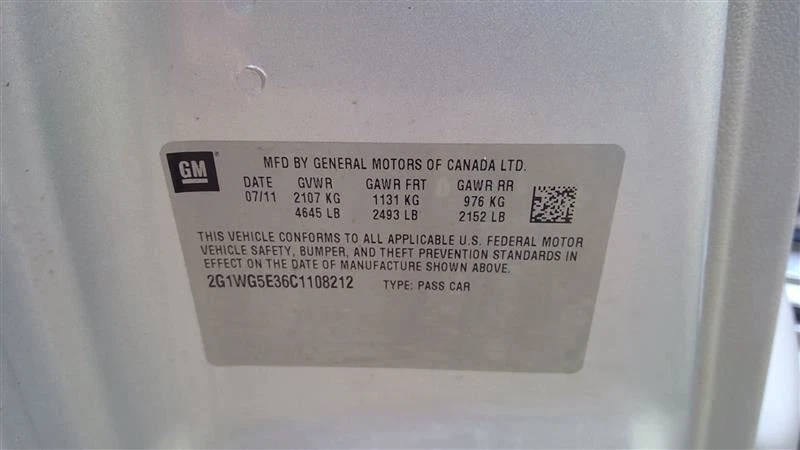 GM
MFD BY GENERAL MOTORS OF CANADA LTD.
DATE GVWR GAWR FRT GAWR RR
07/11 2107 KG 1131 KG 976 KG
4645 LB 2493 LB 2152 LB
THIS VEHICLE CONFORMS TO ALL APPLICABLE U.S. FEDERAL MOTOR
VEHICLE SAFETY, BUMPER, AND THEFT PREVENTION STANDARDS IN
EFFECT ON THE DATE OF MANUFACTURE SHOWN ABOVE.
2G1WG5E36C1108212 TYPE: PASS CAR